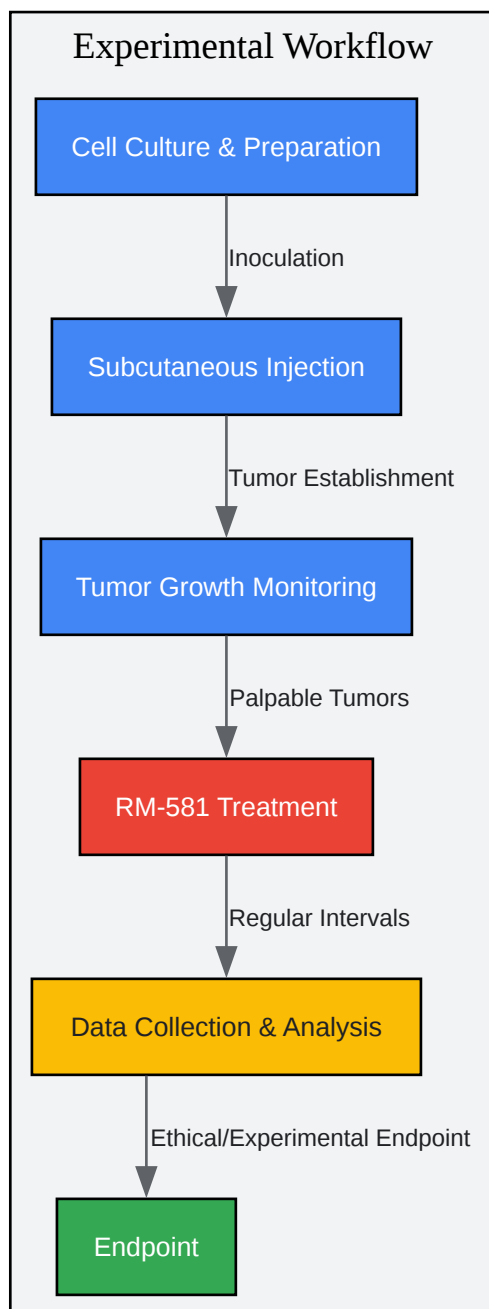 Experimental Workflow
Cell Culture & Preparation
Inoculation
Subcutaneous Injection
Tumor Establishment
Tumor Growth Monitoring
Palpable Tumors
RM-581 Treatment
Regular Intervals
Data Collection & Analysis
Ethical/Experimental Endpoint
Endpoint